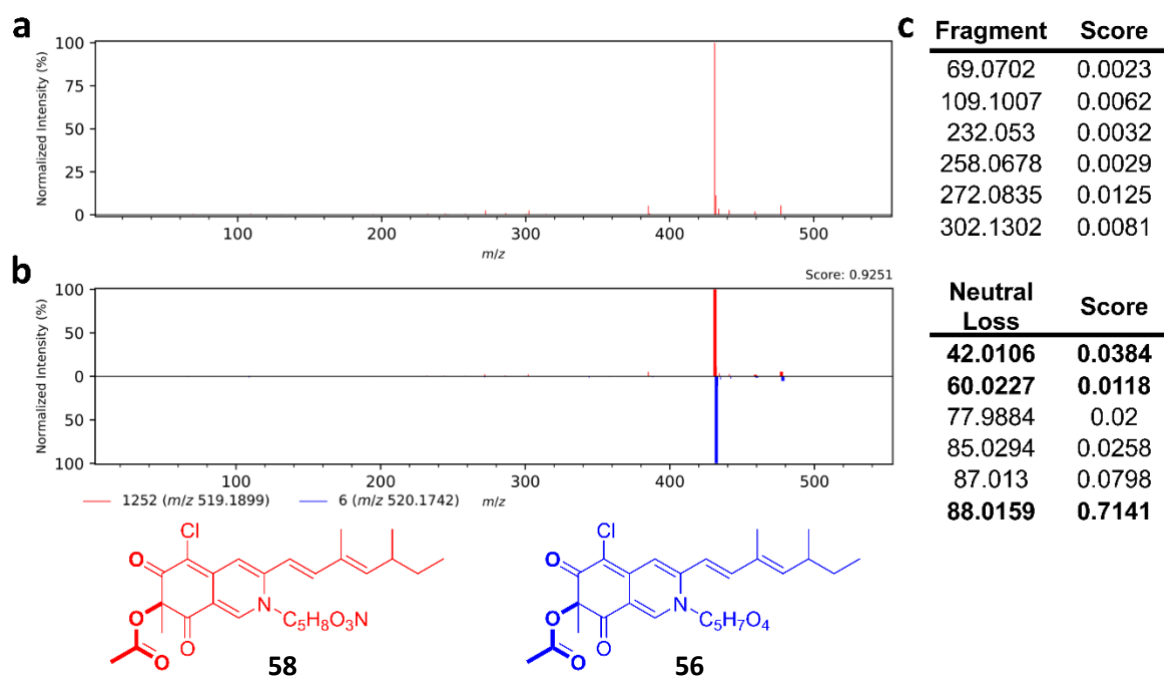 a
Normalized Intensity (%)
100
75
50
25
0
100
200
300
400
500
m/z
b
Score: 0.9251
Normalized Intensity (%)
100
50
0
50
100
100
200
300
400
500
1252 (m/z 519.1899)
6 (m/z 520.1742)
m/z
Cl
O
N
C5H8O3N
O
O
O
58
Cl
O
N
C5H7O4
O
O
O
56
c
Fragment Score
69.0702 0.0023
109.1007 0.0062
232.053 0.0032
258.0678 0.0029
272.0835 0.0125
302.1302 0.0081
Neutral
Loss Score
42.0106 0.0384
60.0227 0.0118
77.9884 0.02
85.0294 0.0258
87.013 0.0798
88.0159 0.7141